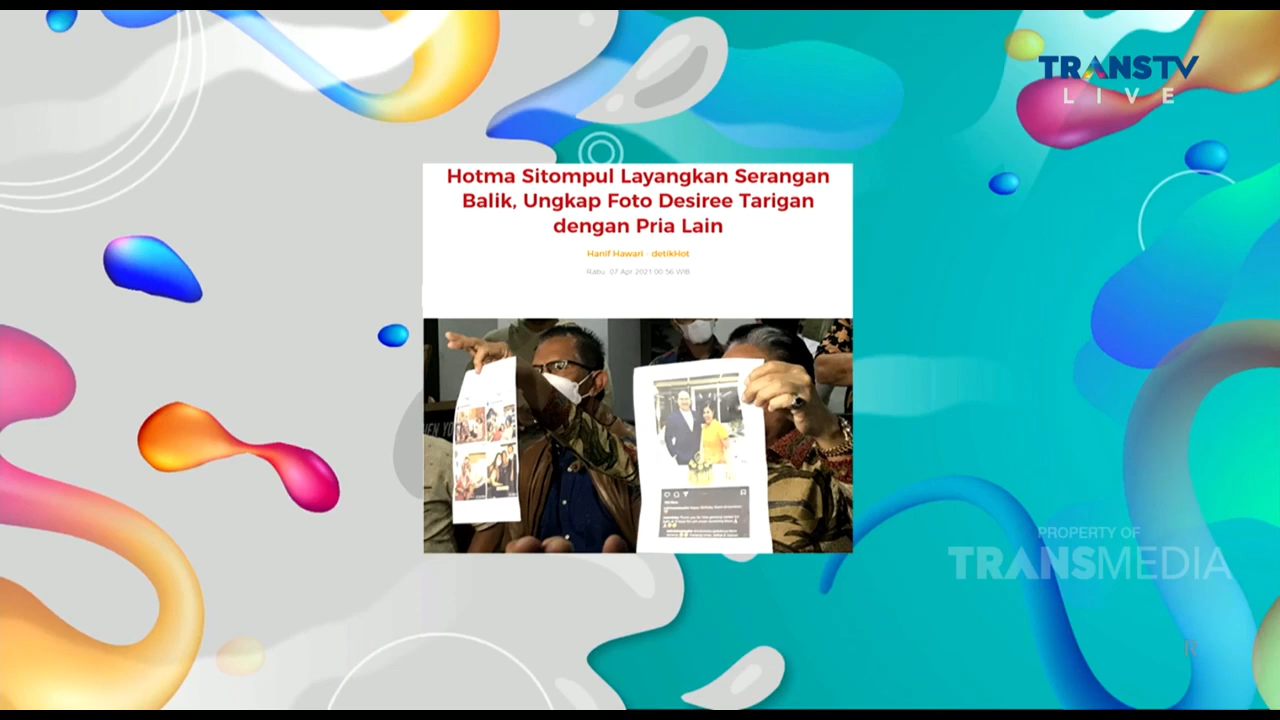 TRANSTV
LIVE
Hotma Sitompul Layangkan Serangan
Balik, Ungkap Foto Desiree Tarigan
dengan Pria Lain
Hanif Hawari - detikHot
Rabu, 07 Apr 2021 00:56 WIB
PROPERTY OF
TRANSMEDIA
R